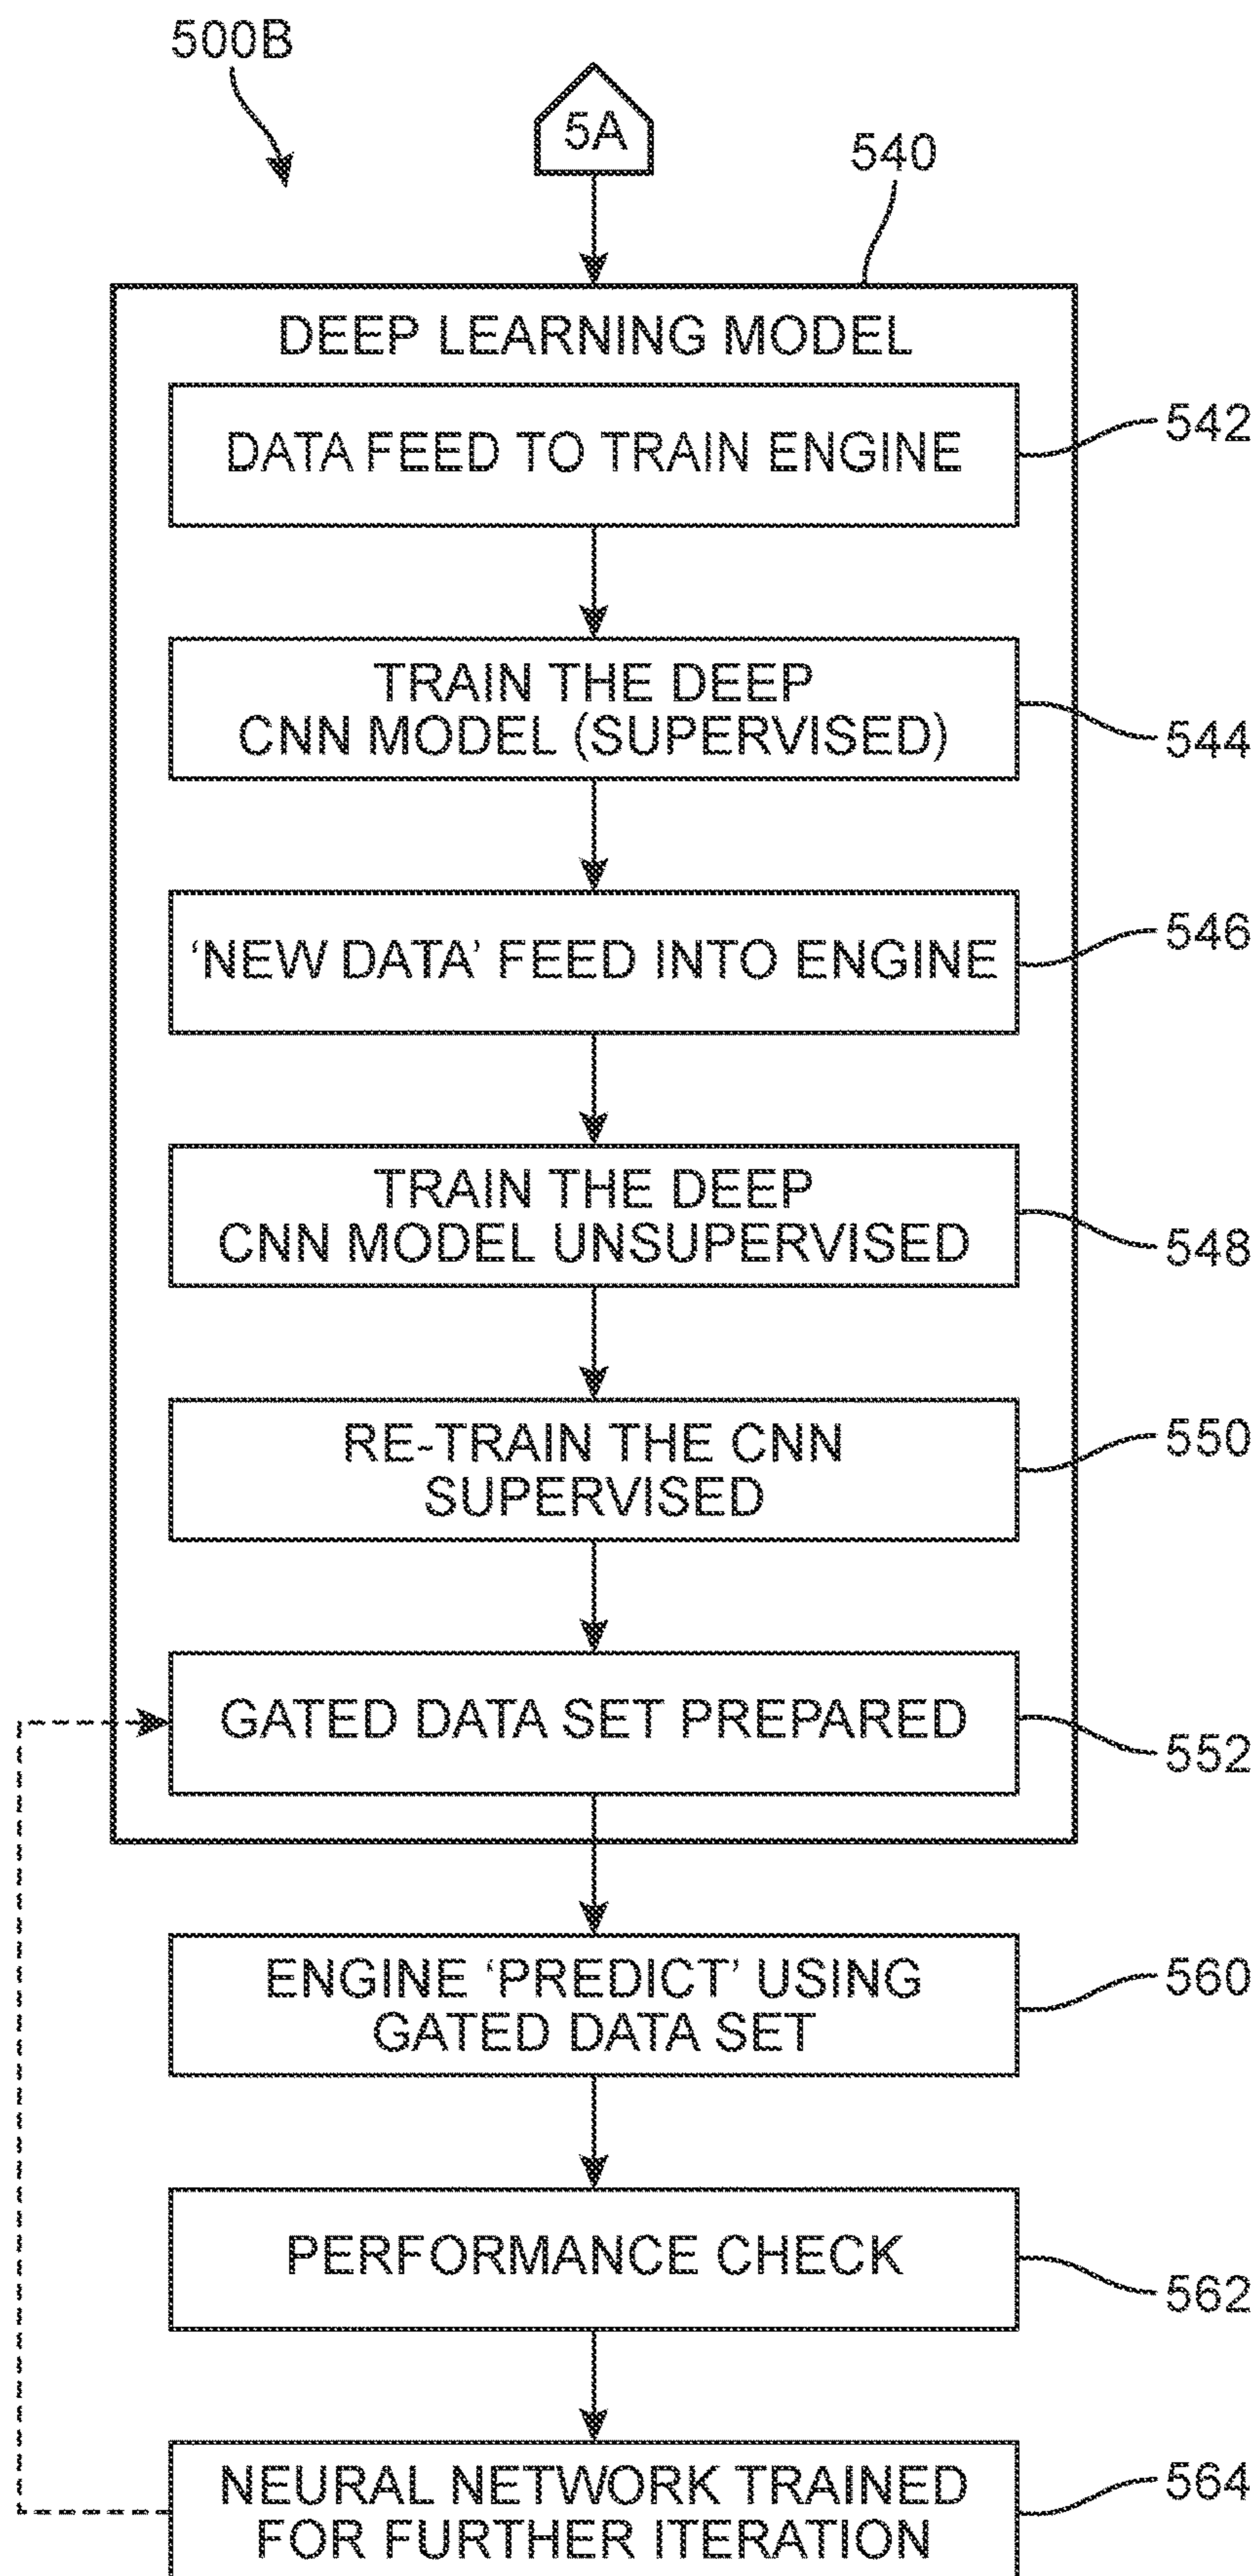 500B
5A
540
DEEP LEARNING MODEL
DATA FEED TO TRAIN ENGINE
542
TRAIN THE DEEP
CNN MODEL (SUPERVISED)
544
‘NEW DATA’ FEED INTO ENGINE
546
TRAIN THE DEEP
CNN MODEL UNSUPERVISED
548
RE-TRAIN THE CNN
SUPERVISED
550
GATED DATA SET PREPARED
552
ENGINE ‘PREDICT’ USING
GATED DATA SET
560
PERFORMANCE CHECK
562
NEURAL NETWORK TRAINED
FOR FURTHER ITERATION
564